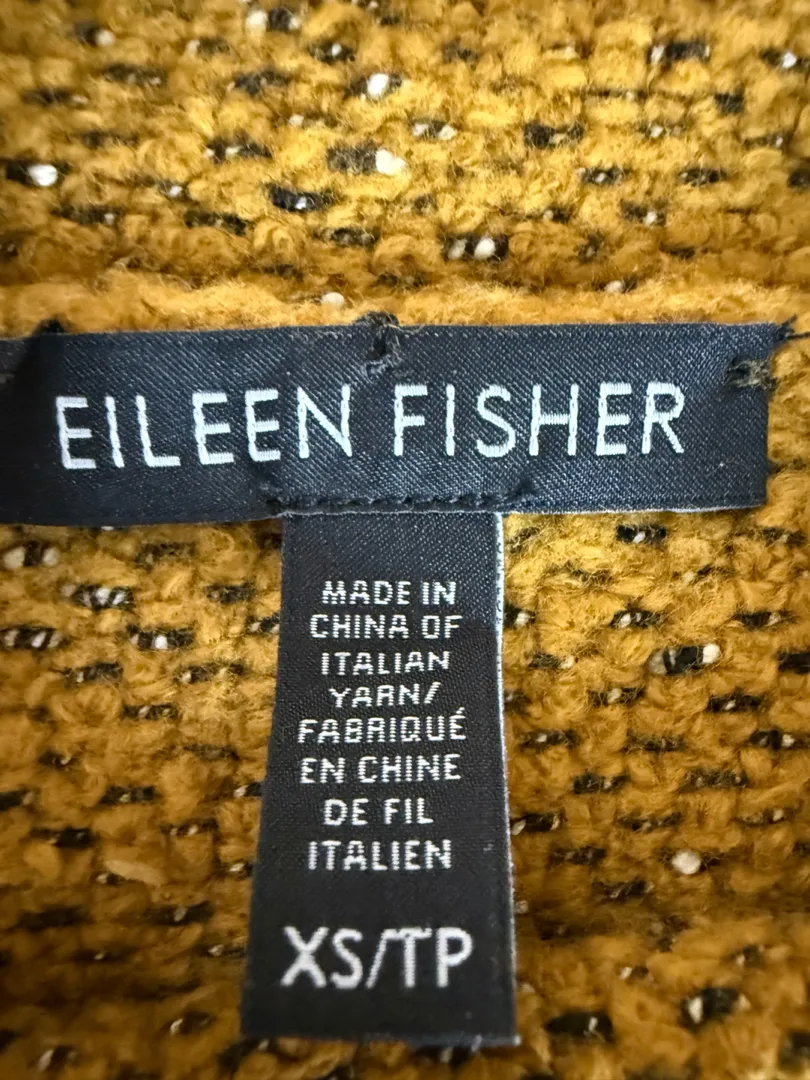 EILEEN FISHER
MADE IN
CHINA OF
ITALIAN
YARN/
FABRIQUÉ
EN CHINE
DE FIL
ITALIEN
XS/TP